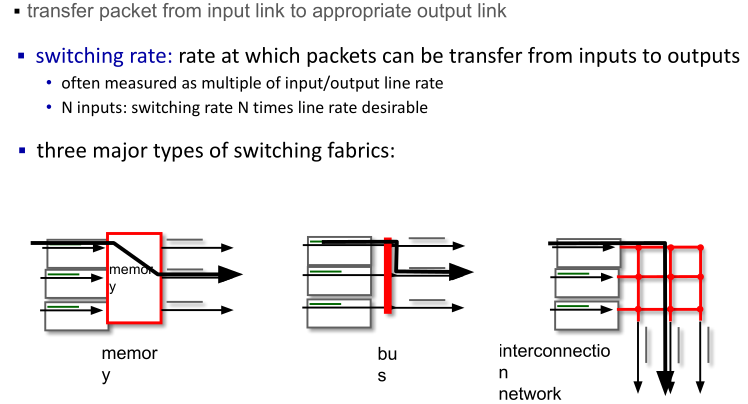 ▪ transfer packet from input link to appropriate output link
▪ switching rate: rate at which packets can be transfer from inputs to outputs
• often measured as multiple of input/output line rate
• N inputs: switching rate N times line rate desirable
▪ three major types of switching fabrics:
memor
y
memor
y
bu
s
interconnectio
n
network